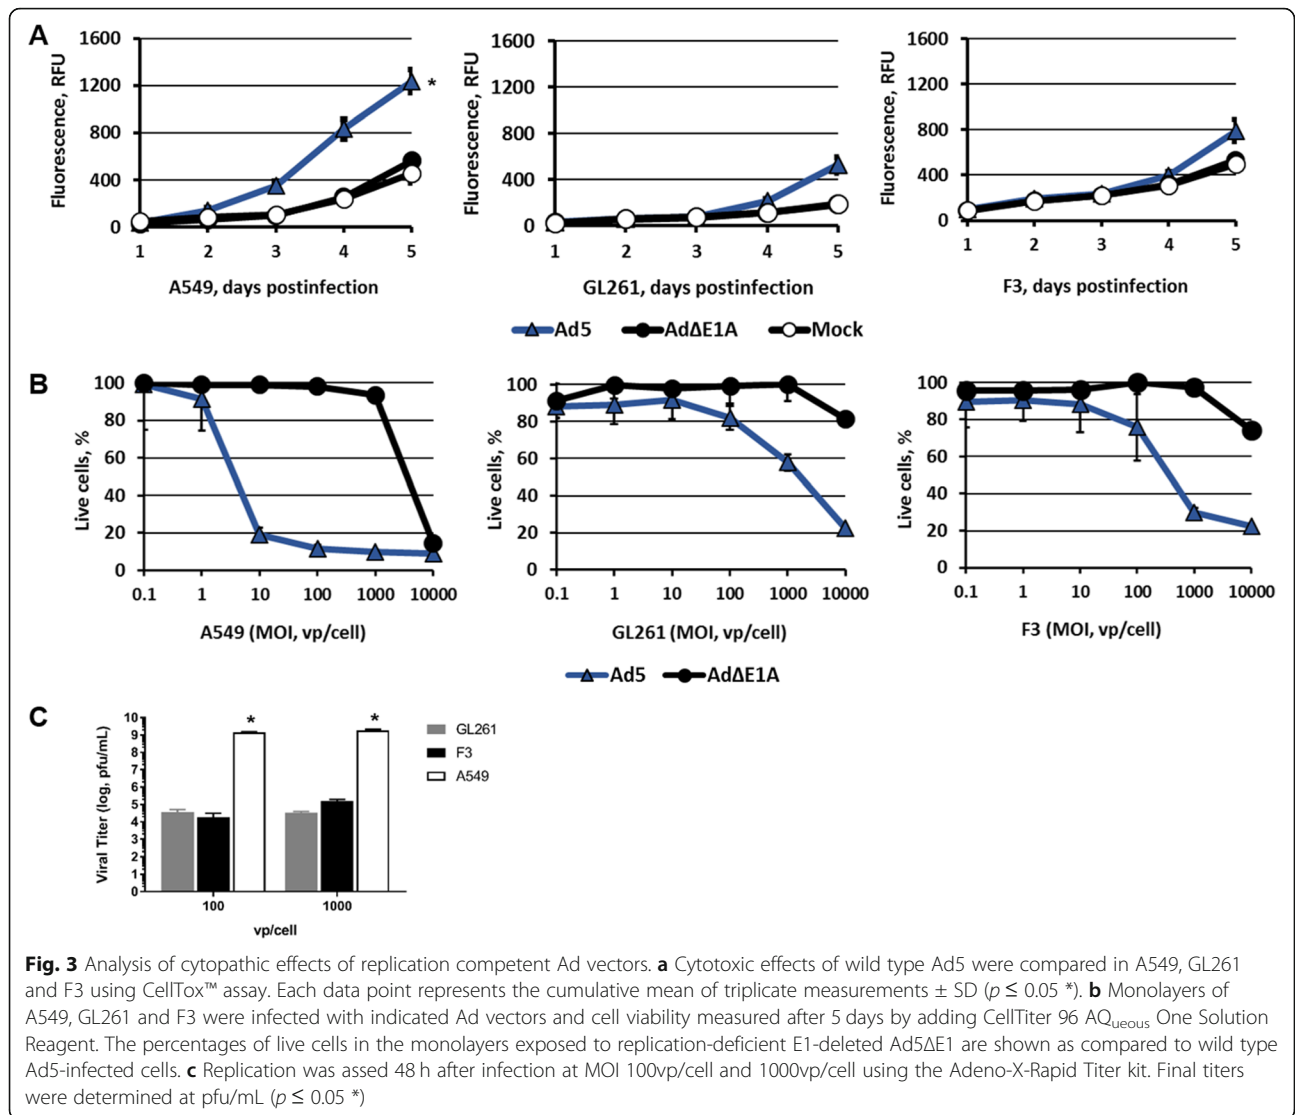 A
Fluorescence, RFU
1600
1200
800
400
0
*
1 2 3 4 5
A549, days postinfection
Fluorescence, RFU
1600
1200
800
400
0
1 2 3 4 5
GL261, days postinfection
Fluorescence, RFU
1600
1200
800
400
0
1 2 3 4 5
F3, days postinfection
Ad5 AdΔE1A Mock
B
Live cells, %
100
80
60
40
20
0
0.1 1 10 100 1000 10000
A549 (MOI, vp/cell)
Live cells, %
100
80
60
40
20
0
0.1 1 10 100 1000 10000
GL261 (MOI, vp/cell)
Live cells, %
100
80
60
40
20
0
0.1 1 10 100 1000 10000
F3 (MOI, vp/cell)
Ad5 AdΔE1A
C
Viral Titer (log, pfu/mL)
10
9
8
7
6
5
4
3
2
1
0
* *
100 1000
vp/cell
GL261
F3
A549
Fig. 3 Analysis of cytopathic effects of replication competent Ad vectors. a Cytotoxic effects of wild type Ad5 were compared in A549, GL261
and F3 using CellTox™ assay. Each data point represents the cumulative mean of triplicate measurements ± SD (p ≤ 0.05 *). b Monolayers of
A549, GL261 and F3 were infected with indicated Ad vectors and cell viability measured after 5 days by adding CellTiter 96 AQueous One Solution
Reagent. The percentages of live cells in the monolayers exposed to replication-deficient E1-deleted Ad5ΔE1 are shown as compared to wild type
Ad5-infected cells. c Replication was assed 48 h after infection at MOI 100vp/cell and 1000vp/cell using the Adeno-X-Rapid Titer kit. Final titers
were determined at pfu/mL (p ≤ 0.05 *)